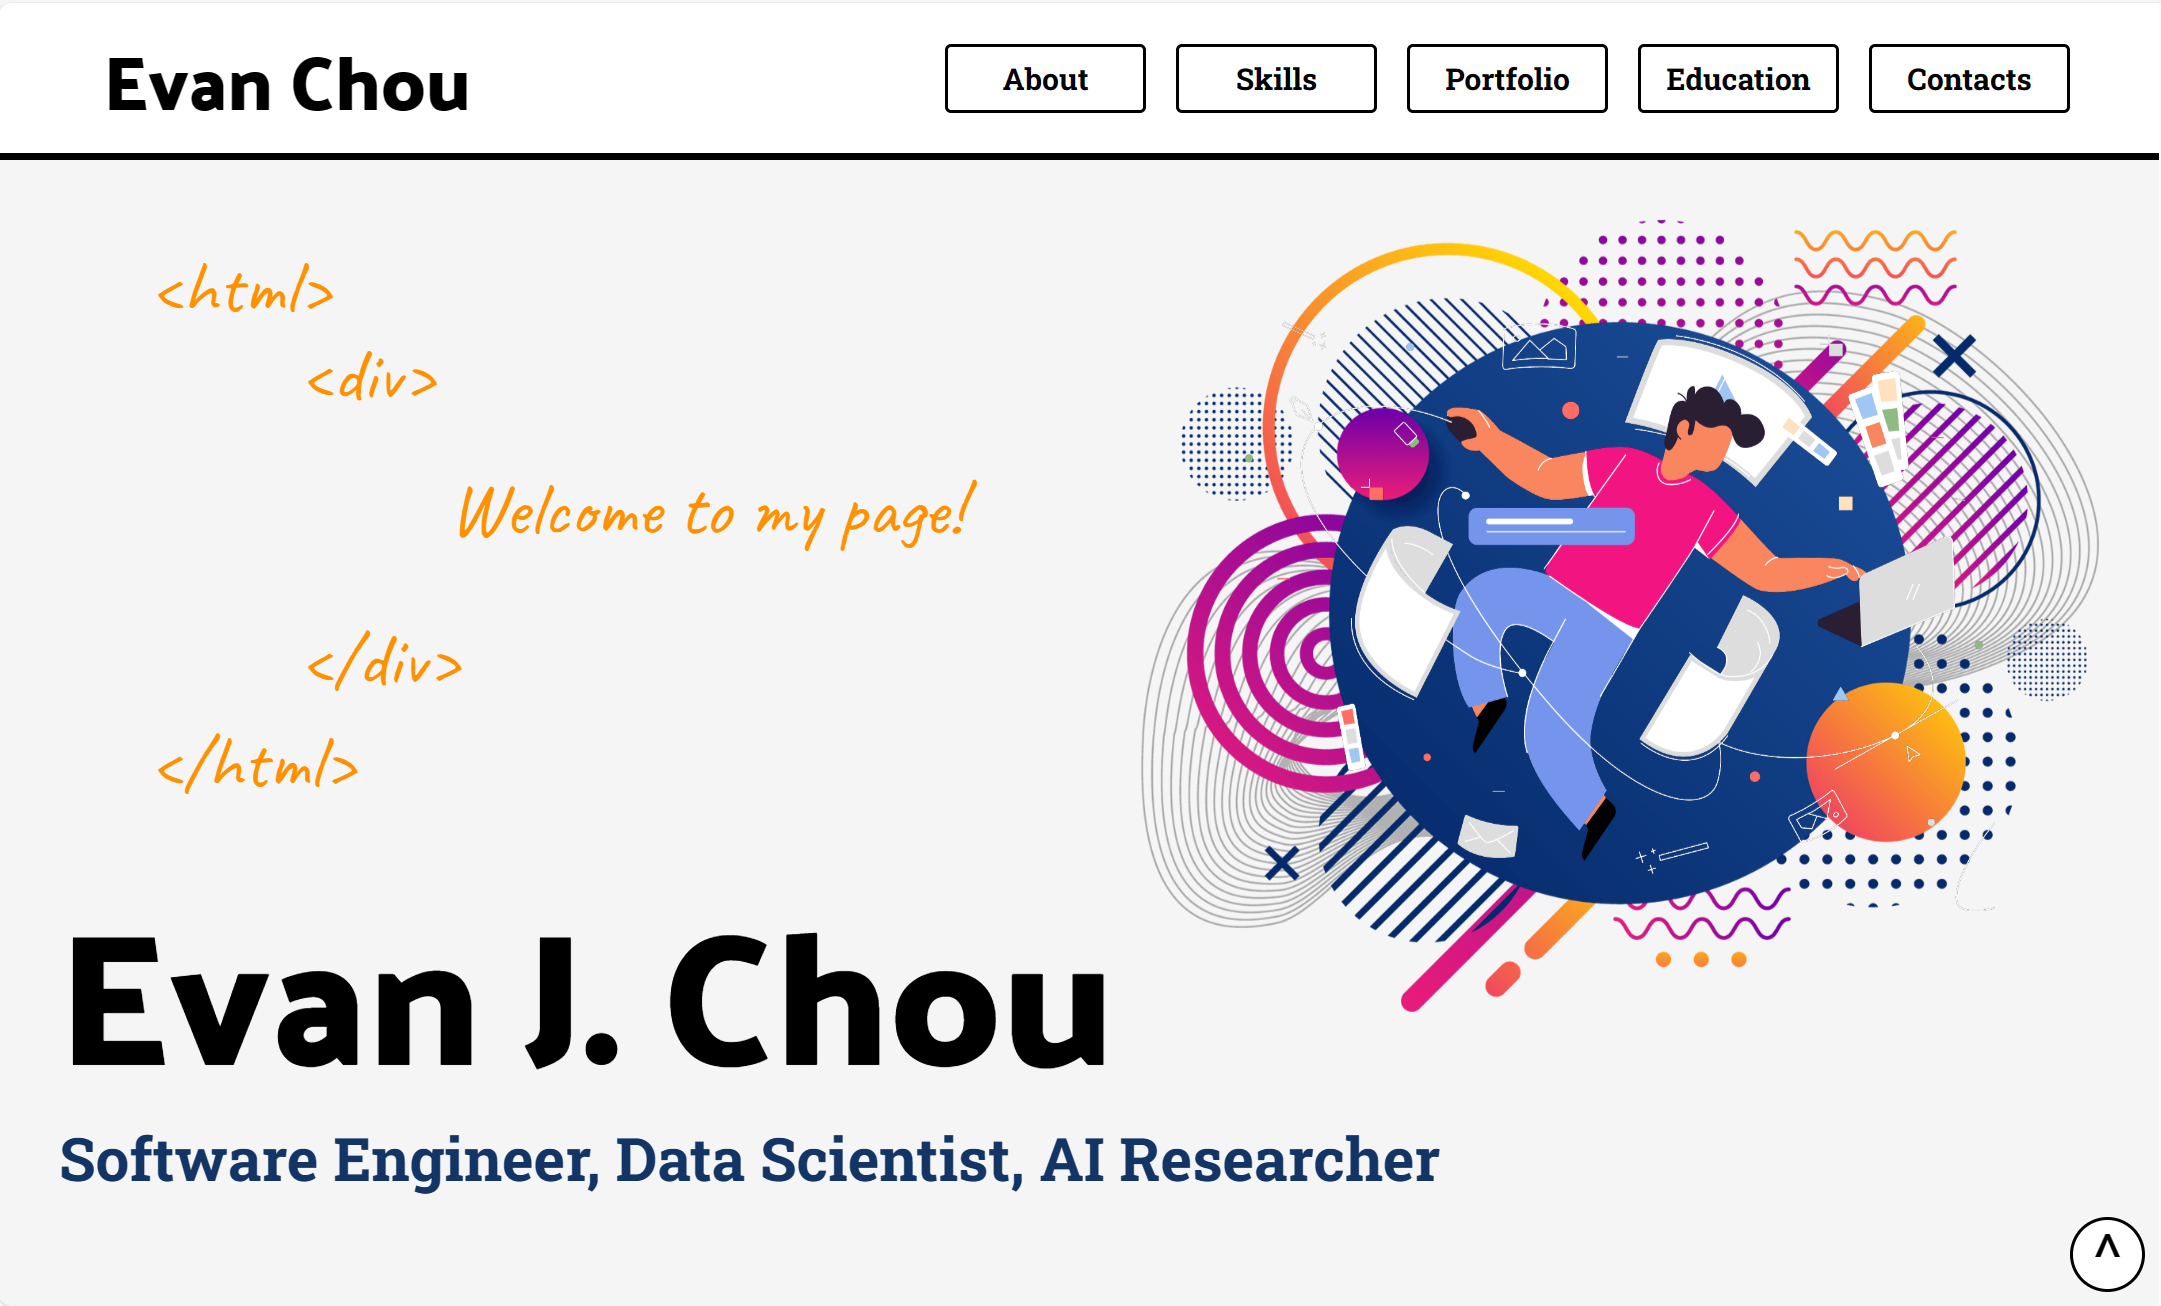 Evan Chou
About
Skills
Portfolio
Education
Contacts
<html>
<div>
Welcome to my page!
</div>
</html>
Evan J. Chou
Software Engineer, Data Scientist, AI Researcher
^